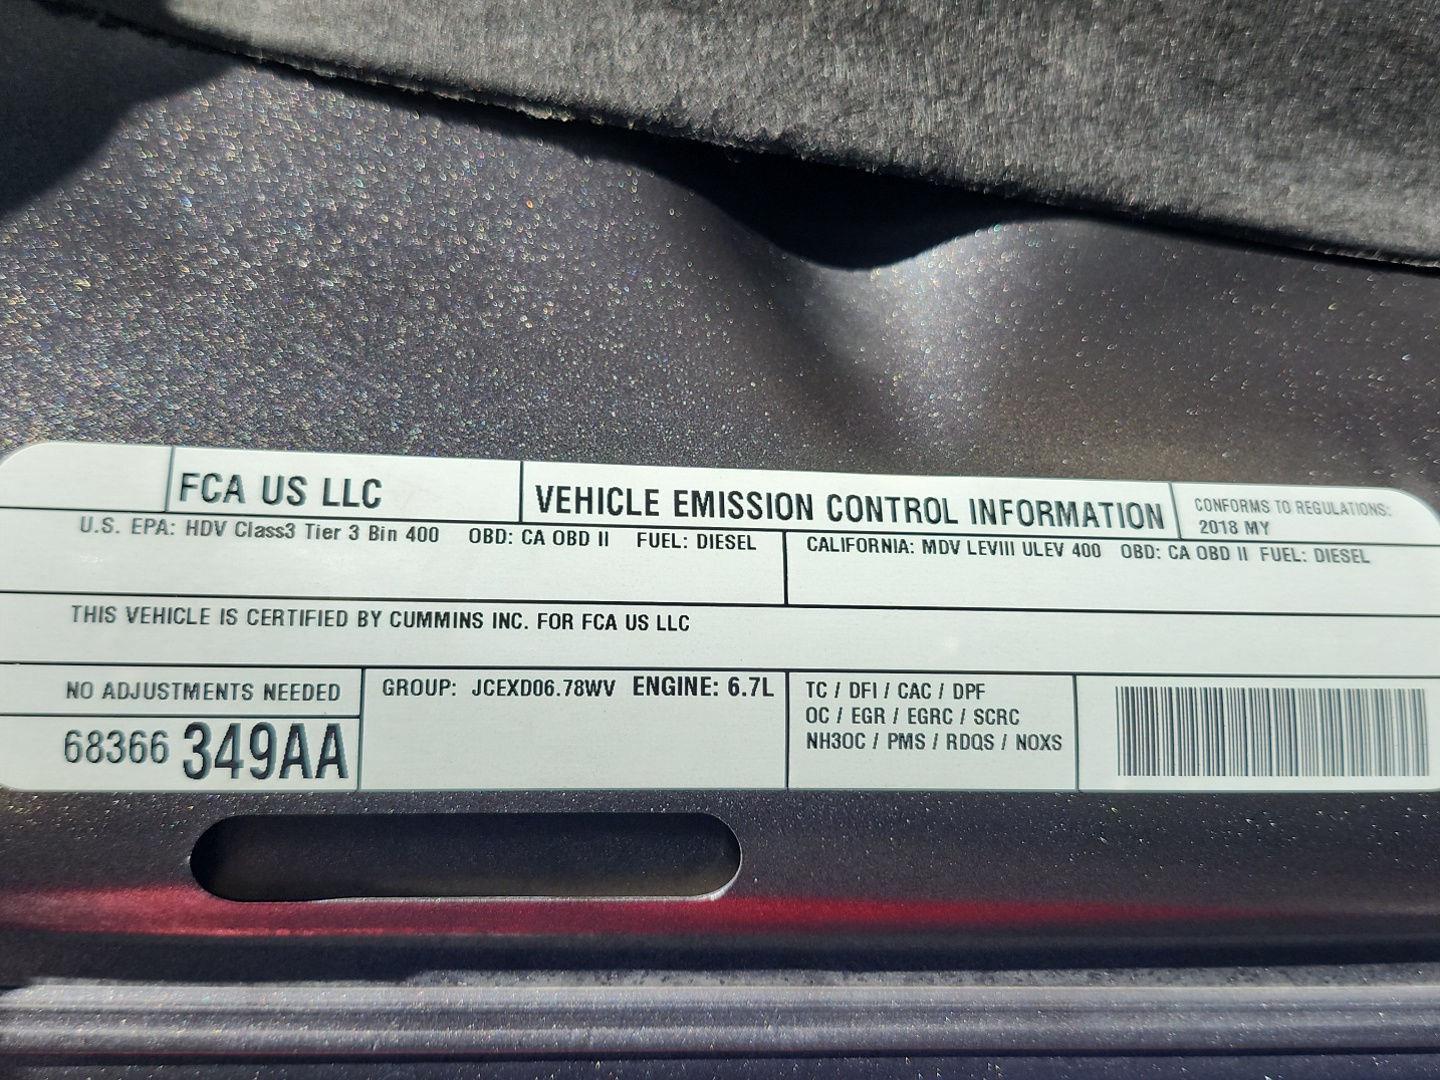 FCA US LLC
VEHICLE EMISSION CONTROL INFORMATION
CONFORMS TO REGULATIONS:
2018 MY
U.S. EPA: HDV Class3 Tier 3 Bin 400 OBD: CA OBD II FUEL: DIESEL
CALIFORNIA: MDV LEVIII ULEV 400 OBD: CA OBD II FUEL: DIESEL
THIS VEHICLE IS CERTIFIED BY CUMMINS INC. FOR FCA US LLC
NO ADJUSTMENTS NEEDED
68366 349AA
GROUP: JCEXD06.78WV ENGINE: 6.7L
TC / DFI / CAC / DPF
OC / EGR / EGRC / SCRC
NH3OC / PMS / RDQS / NOXS